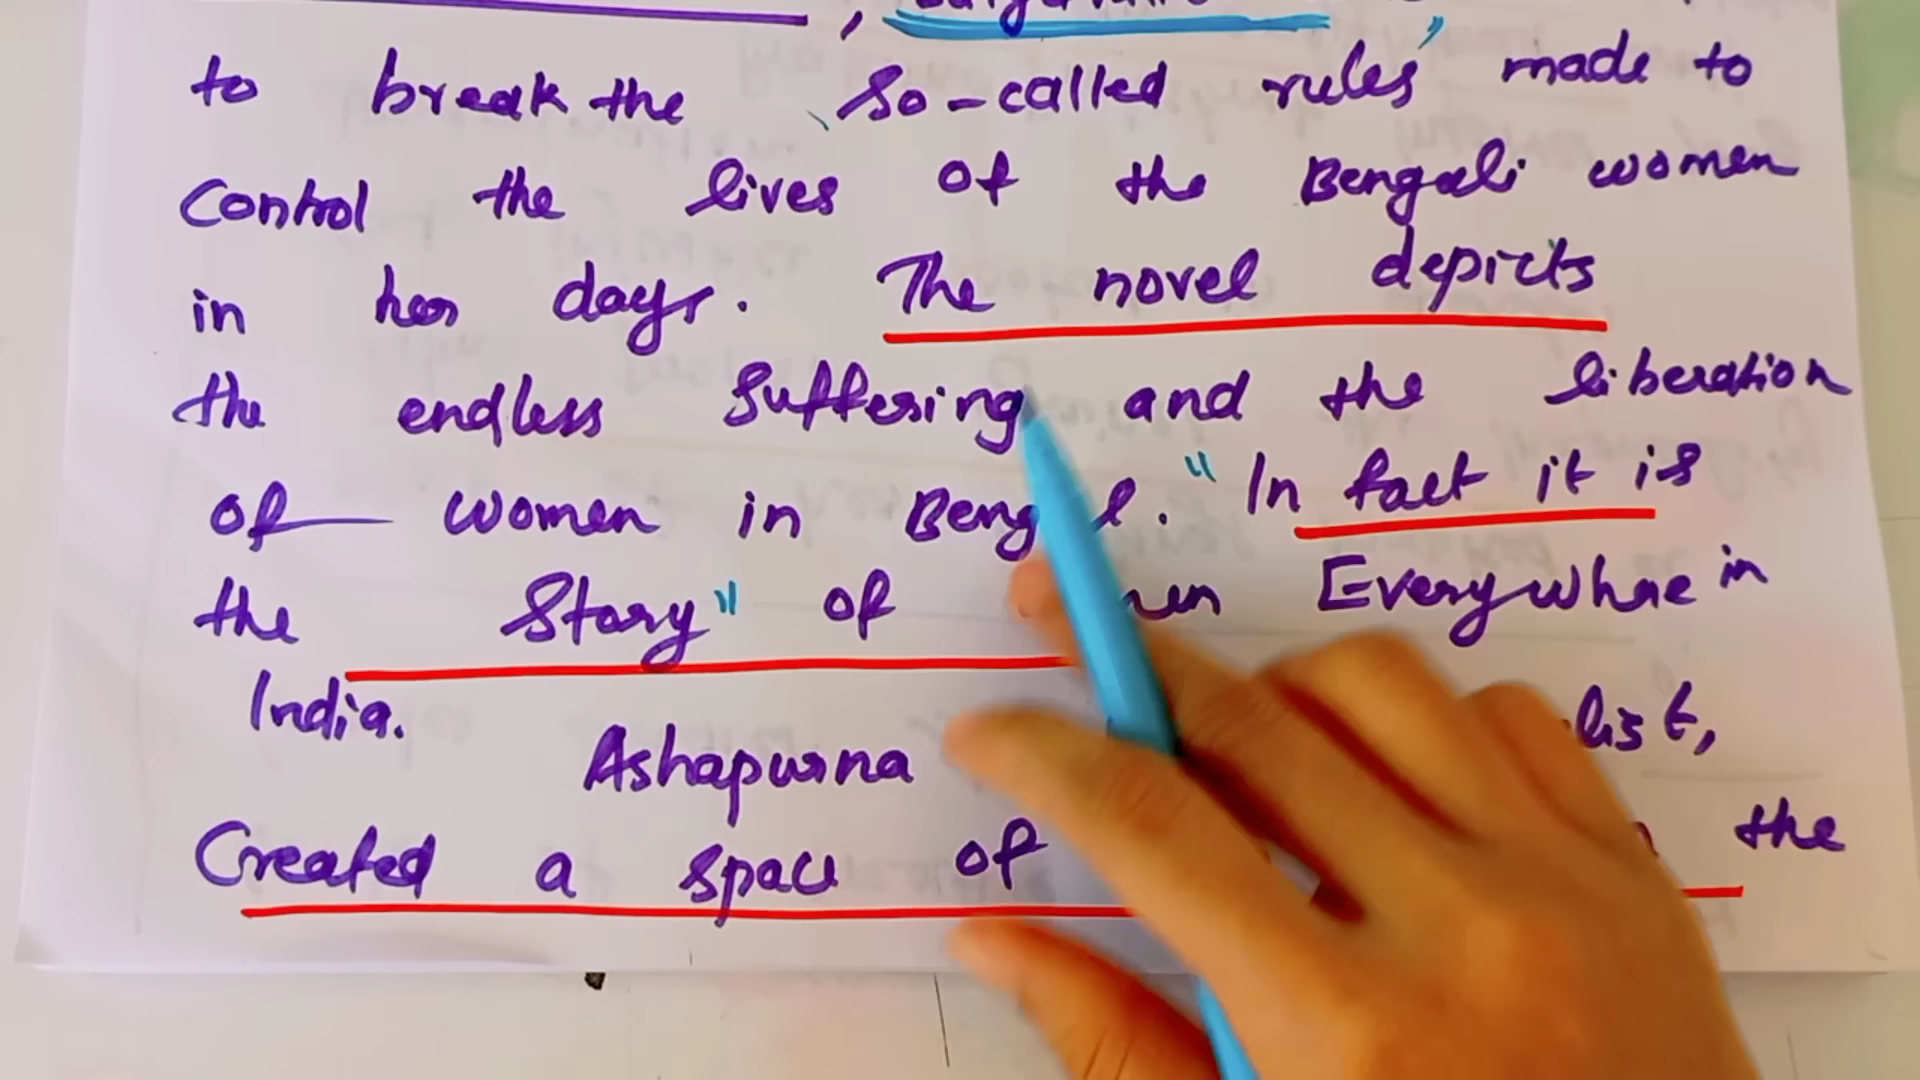 to break the 'so-called rules' made to
Control the lives of the Bengali women
in her days. The novel depicts
the endless suffering and the liberation
of women in Bengal. "In fact it is
the Story" of Everywhere in
India.
Ashapurna
Created a space of the